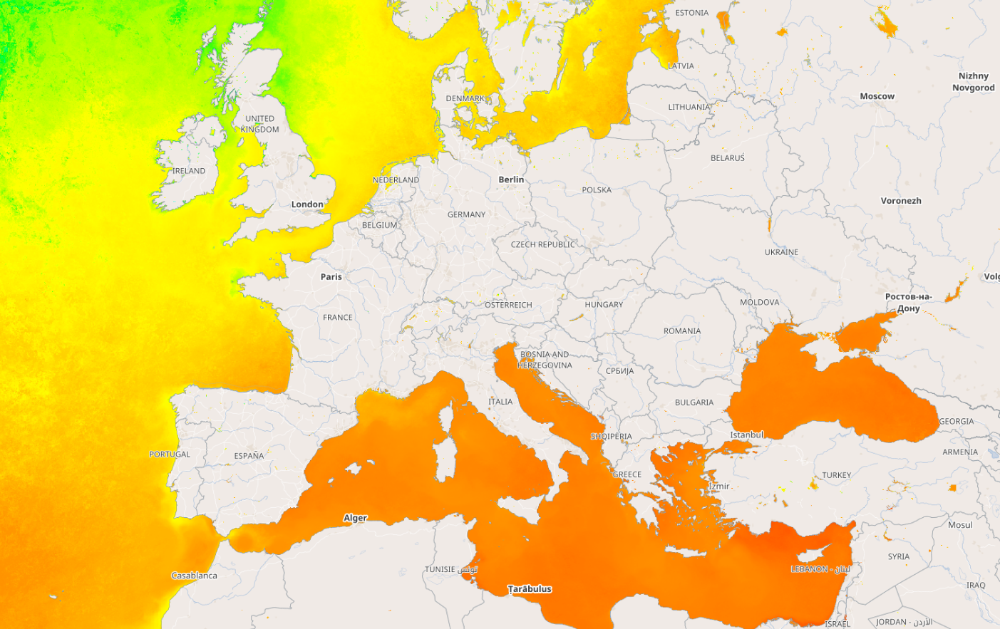 ESTONIA
LATVIA
Nizhny
Novgorod
Moscow
DENMARK
LITHUANIA
UNITED
KINGDOM
BELARUS
IRELAND
NEDERLAND
Berlin
POLSKA
London
GERMANY
Voronezh
BELGIUM
CZECH REPUBLIC
UKRAINE
Paris
Volg
FRANCE
ÖSTERREICH
HUNGARY
MOLDOVA
Ростов-на-
Дону
ROMANIA
BOSNIA AND
HERZEGOVINA
СРБИЈА
ITALIA
BULGARIA
GEORGIA
SHQIPERIA
Istanbul
PORTUGAL
ESPAÑA
ARMENIA
GREECE
TURKEY
İzmir
Alger
Mosul
SYRIA
Casablanca
TUNISIE تونس
LEBANON - لبنان
Ṭarābulus
IRAQ
ISRAEL
JORDAN - الأردن